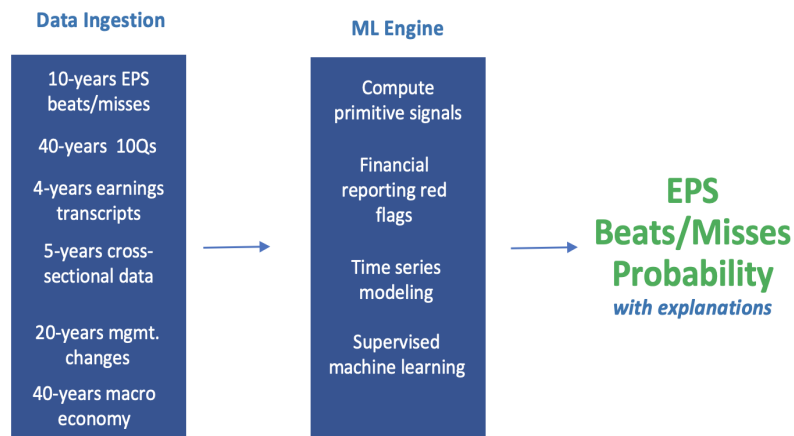 Data Ingestion
10-years EPS
beats/misses
40-years 10Qs
4-years earnings
transcripts
5-years cross-
sectional data
20-years mgmt.
changes
40-years macro
economy
ML Engine
Compute
primitive signals
Financial
reporting red
flags
Time series
modeling
Supervised
machine learning
EPS
Beats/Misses
Probability
with explanations